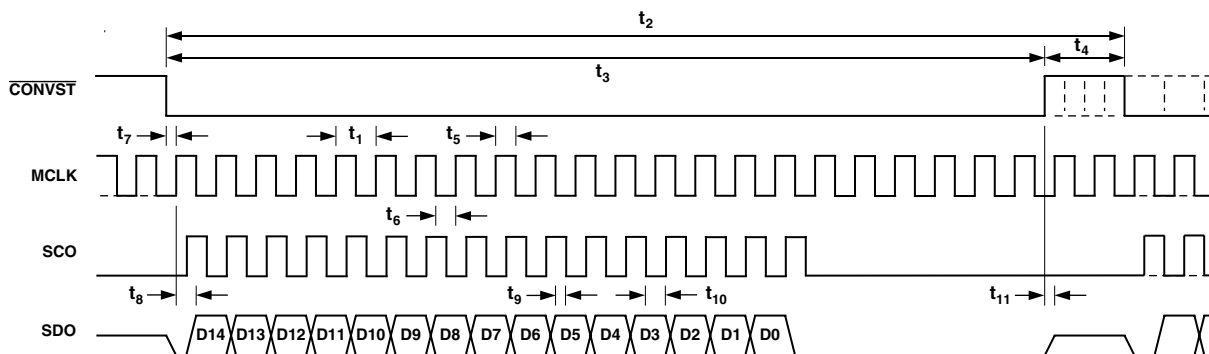 t2
t3
t4
CONVST
t7
t1
t5
MCLK
t6
SCO
t8
t9
t10
t11
SDO
D14 D13 D12 D11 D10 D9 D8 D7 D6 D5 D4 D3 D2 D1 D0